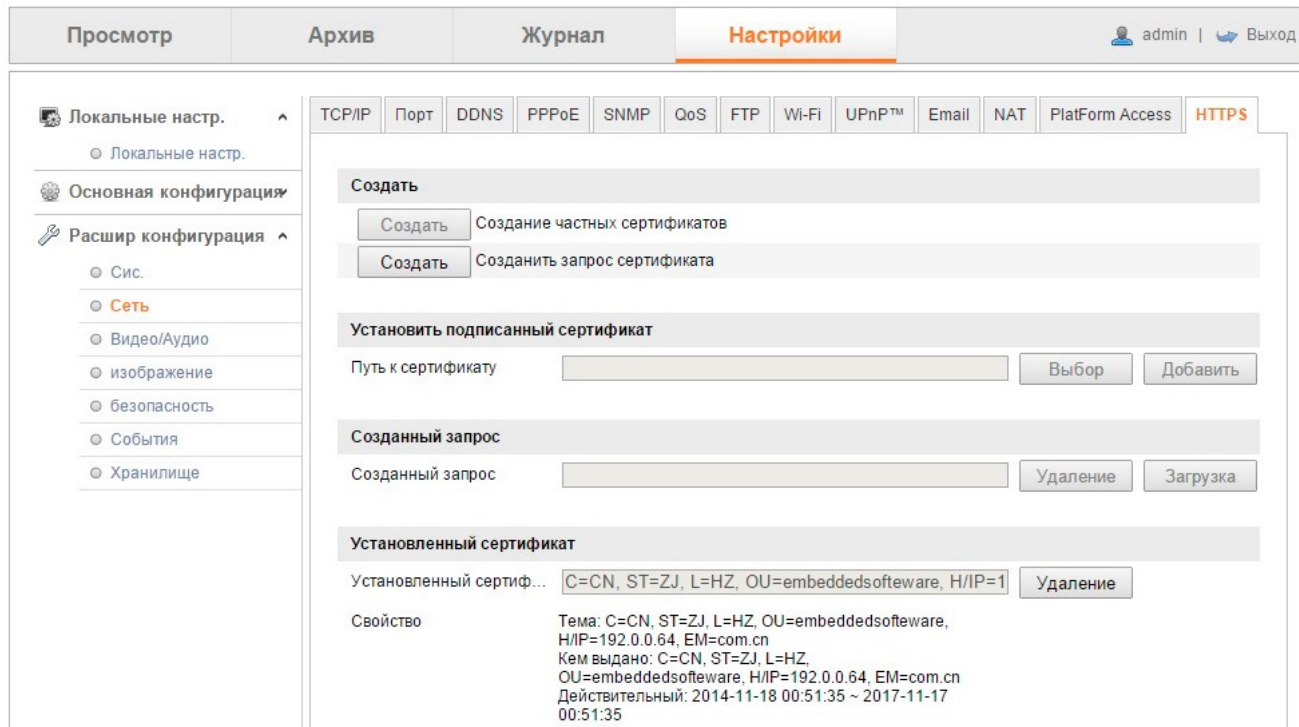 Просмотр Архив Журнал Настройки admin | Выход
Локальные настр.
Локальные настр.
Основная конфигурация
Расшир конфигурация
Сис.
Сеть
Видео/Аудио
изображение
безопасность
События
Хранилище
TCP/IP Порт DDNS PPPoE SNMP QoS FTP Wi-Fi UPnP™ Email NAT PlatForm Access HTTPS
Создать
Создать Создание частных сертификатов
Создать Созданить запрос сертификата
Установить подписанный сертификат
Путь к сертификату Выбор Добавить
Созданный запрос
Созданный запрос Удаление Загрузка
Установленный сертификат
Установленный сертиф... C=CN, ST=ZJ, L=HZ, OU=embeddedsofteware, H/IP=1 Удаление
Свойство Тема: C=CN, ST=ZJ, L=HZ, OU=embeddedsofteware,
H/IP=192.0.0.64, EM=com.cn
Кем выдано: C=CN, ST=ZJ, L=HZ,
OU=embeddedsofteware, H/IP=192.0.0.64, EM=com.cn
Действительный: 2014-11-18 00:51:35 ~ 2017-11-17
00:51:35